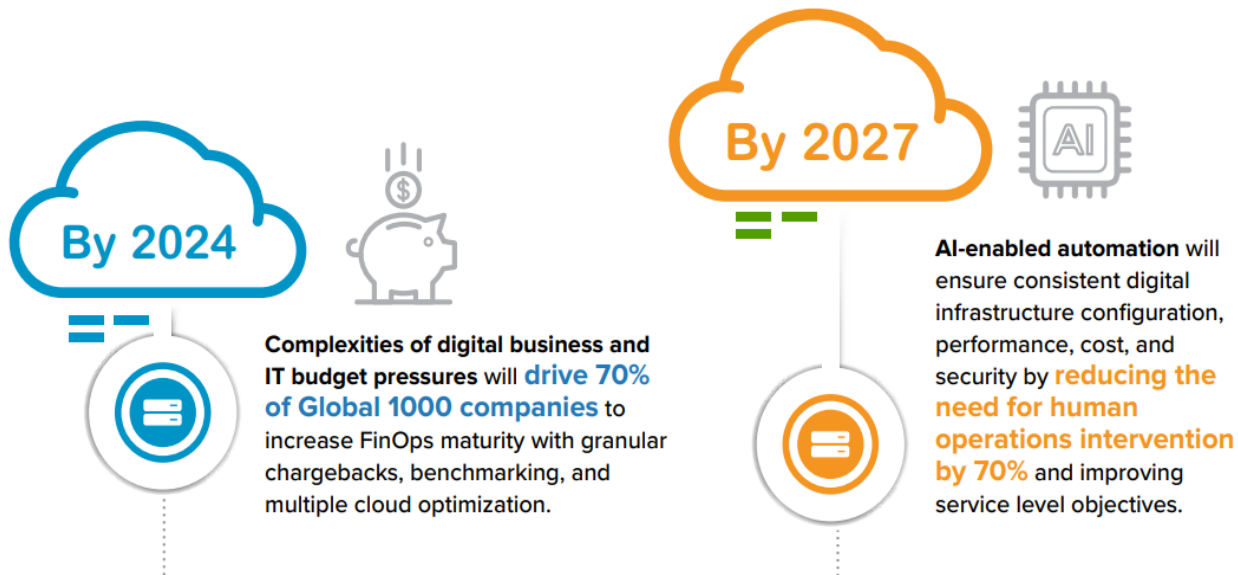 By 2024
$
Complexities of digital business and
IT budget pressures will drive 70%
of Global 1000 companies to
increase FinOps maturity with granular
chargebacks, benchmarking, and
multiple cloud optimization.
By 2027
AI
AI-enabled automation will
ensure consistent digital
infrastructure configuration,
performance, cost, and
security by reducing the
need for human
operations intervention
by 70% and improving
service level objectives.